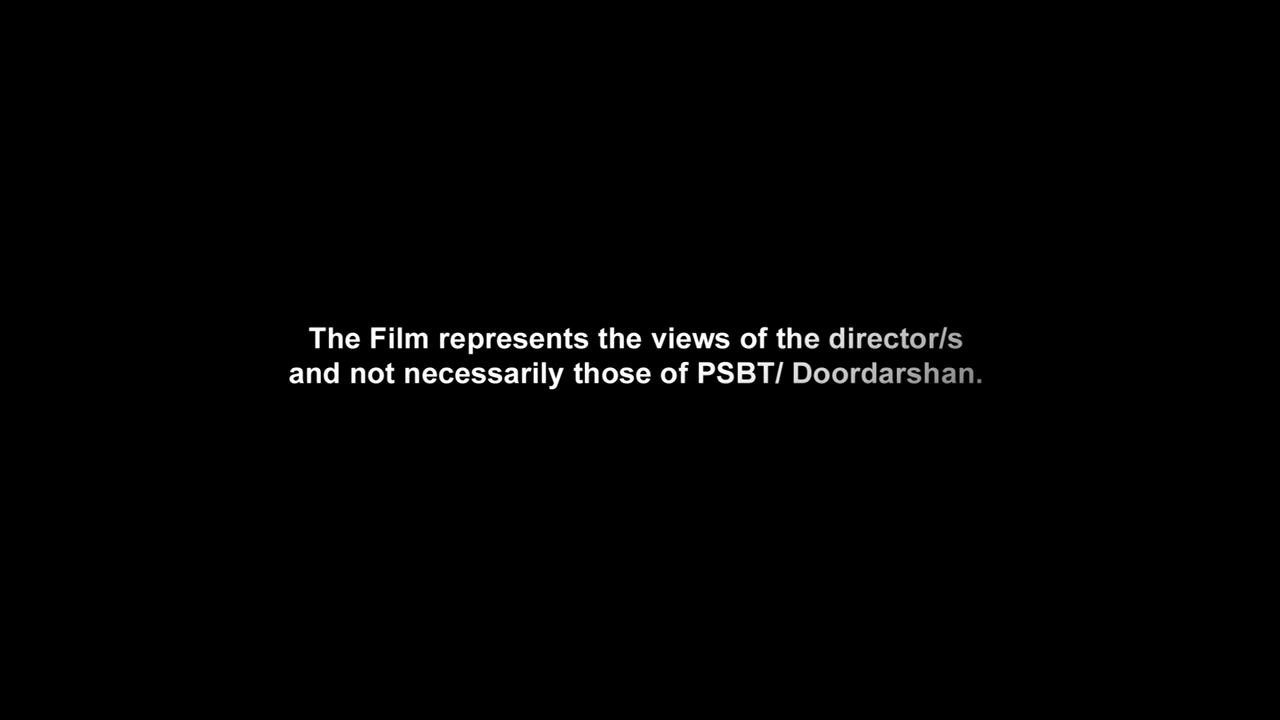 The Film represents the views of the director/s
and not necessarily those of PSBT/ Doordarshan.